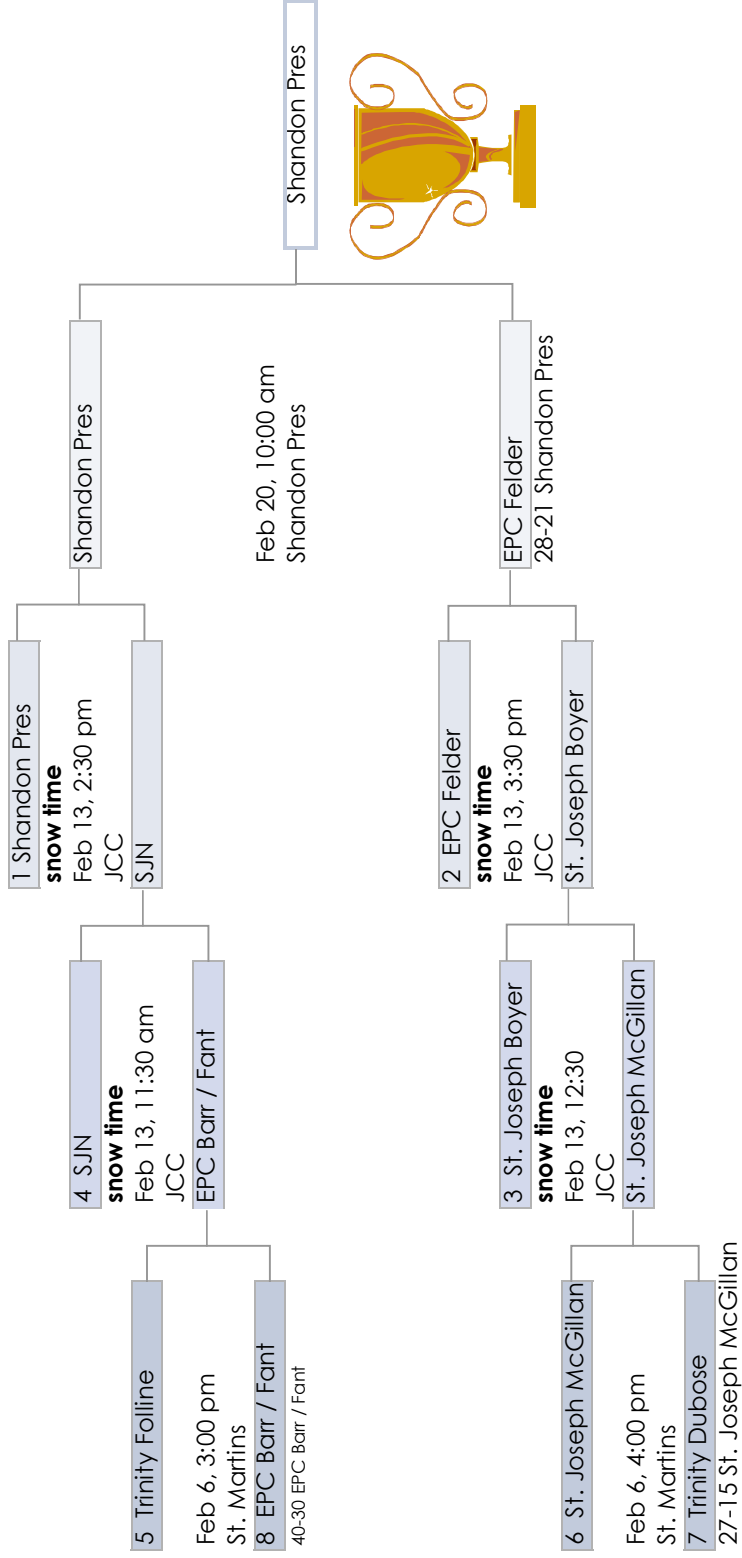 5 Trinity Folline
Feb 6, 3:00 pm
St. Martins
8 EPC Barr / Fant
40-30 EPC Barr / Fant
6 St. Joseph McGillan
Feb 6, 4:00 pm
St. Martins
7 Trinity Dubose
27-15 St. Joseph McGillan
4 SJN
snow time
Feb 13, 11:30 am
JCC
EPC Barr / Fant
3 St. Joseph Boyer
snow time
Feb 13, 12:30
JCC
St. Joseph McGillan
1 Shandon Pres
snow time
Feb 13, 2:30 pm
JCC
SJN
2 EPC Felder
snow time
Feb 13, 3:30 pm
JCC
St. Joseph Boyer
Shandon Pres
Feb 20, 10:00 am
Shandon Pres
EPC Felder
28-21 Shandon Pres
Shandon Pres